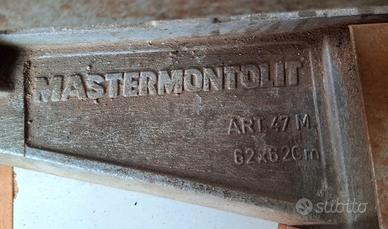 MASTERMONTOLIT
ART. 47 M.
62x62cm
subito